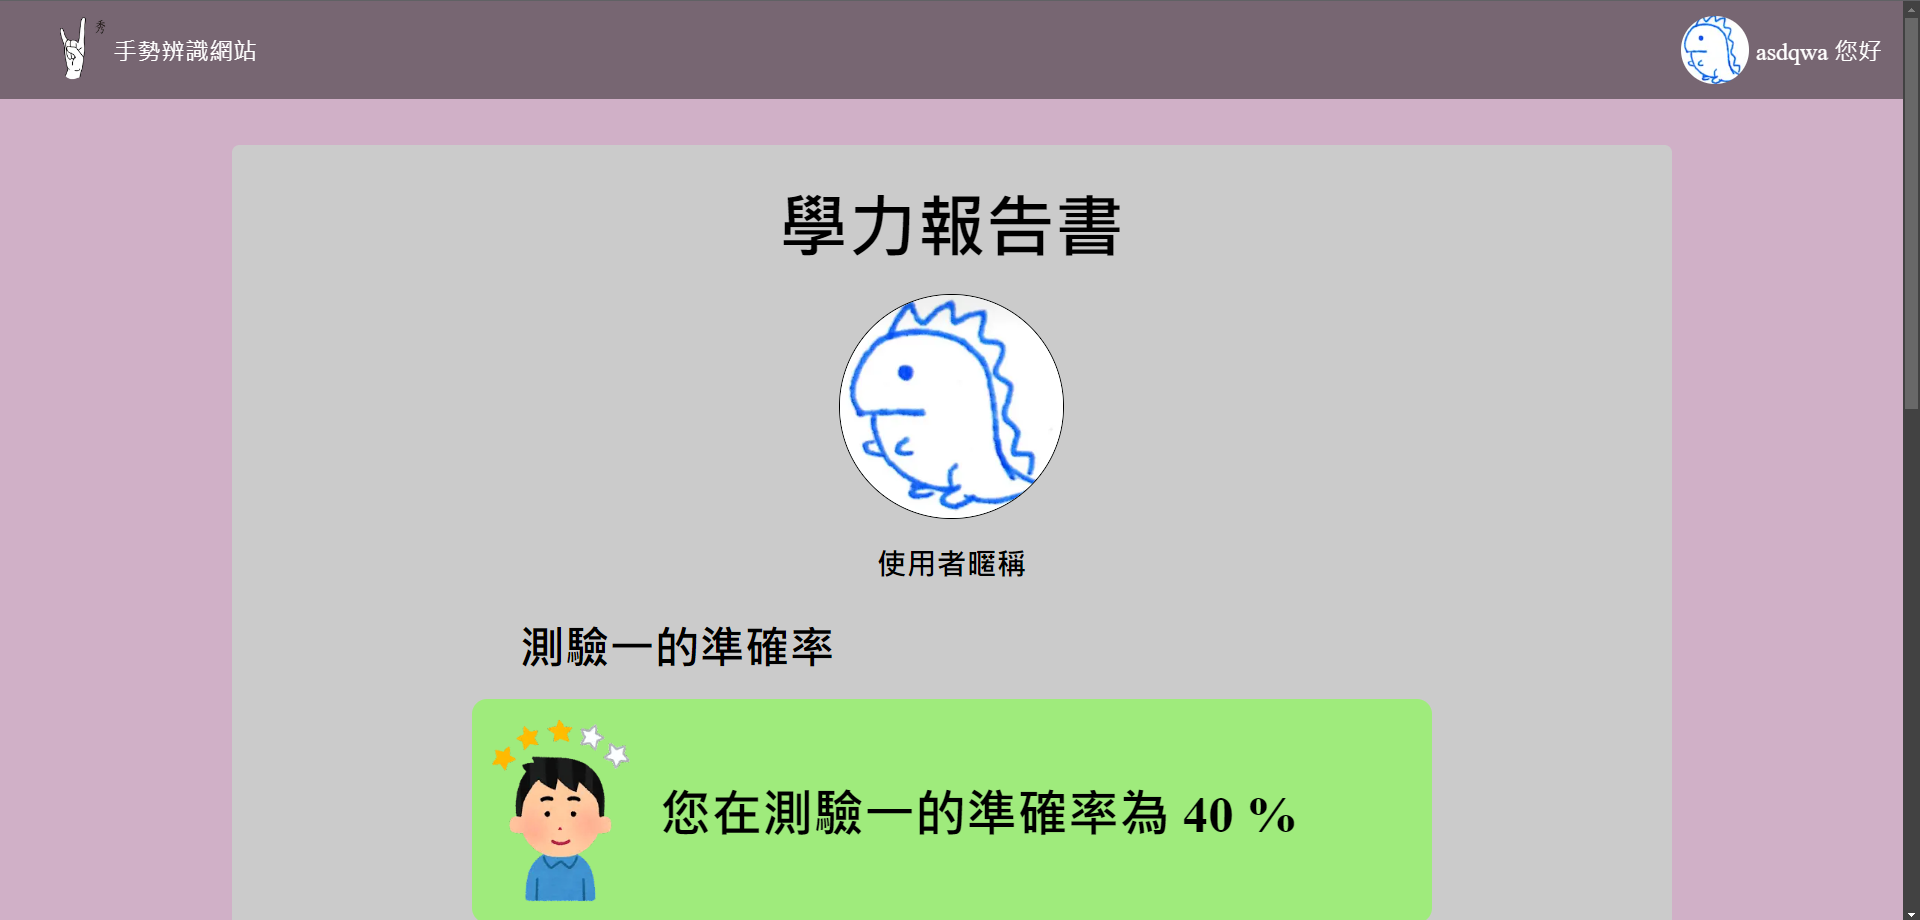 秀
手勢辨識網站
asdqwa 您好
學力報告書
使用者暱稱
測驗一的準確率
您在測驗一的準確率為 40 %